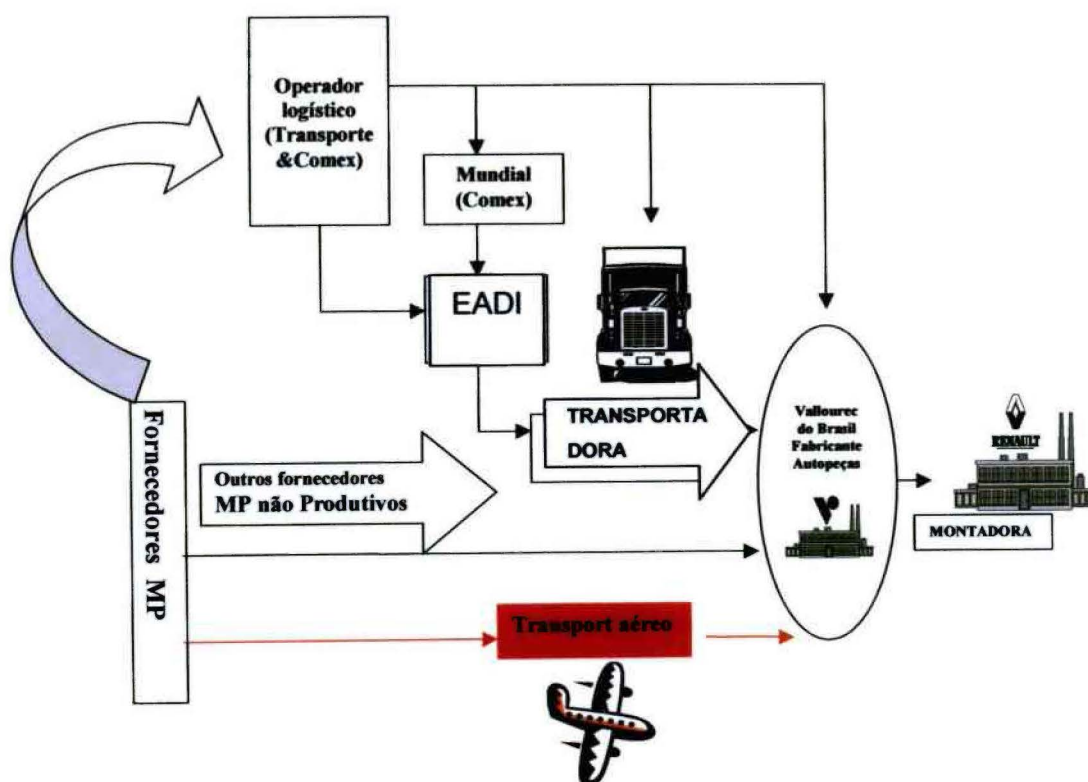 Operador
logístico
(Transporte
&Comex)
Mundial
(Comex)
EADI
TRANSPORTA
DORA
Vallourec
do Brasil
Fabricante
Autopeças
RENAULT
MONTADORA
Fornecedores MP
Outros fornecedores
MP não Produtivos
Transport aéreo